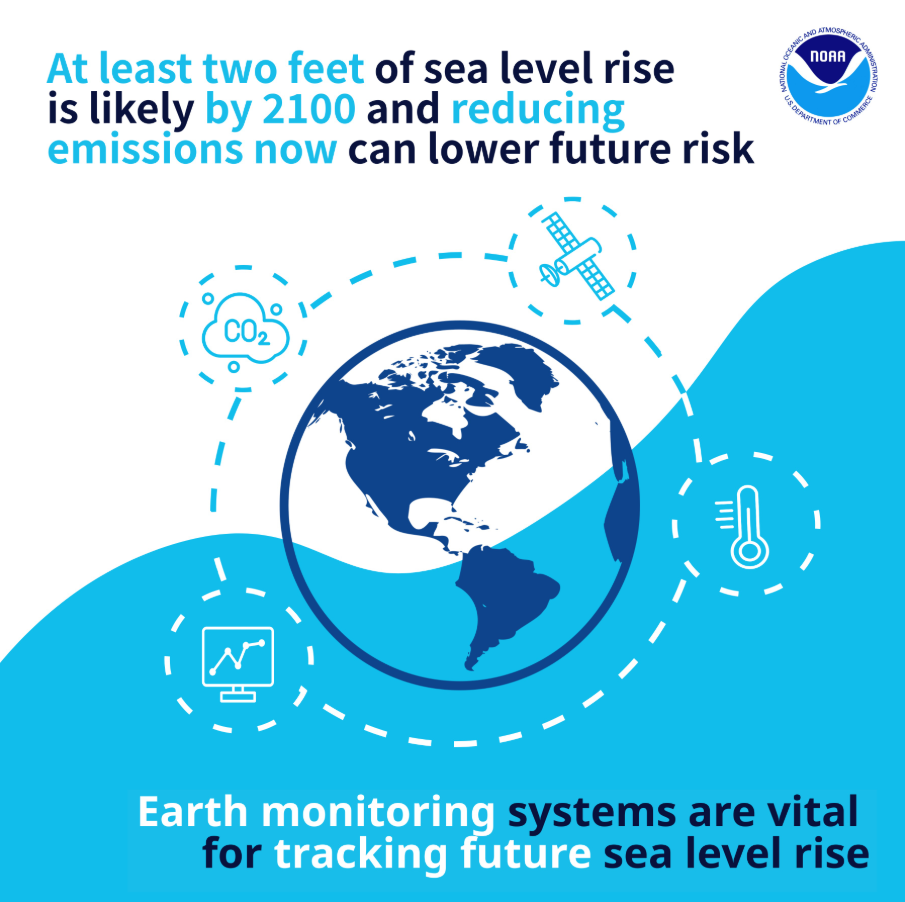 At least two feet of sea level rise
is likely by 2100 and reducing
emissions now can lower future risk
NATIONAL OCEANIC AND ATMOSPHERIC ADMINISTRATION
NOAA
U.S. DEPARTMENT OF COMMERCE
CO₂
Earth monitoring systems are vital
for tracking future sea level rise